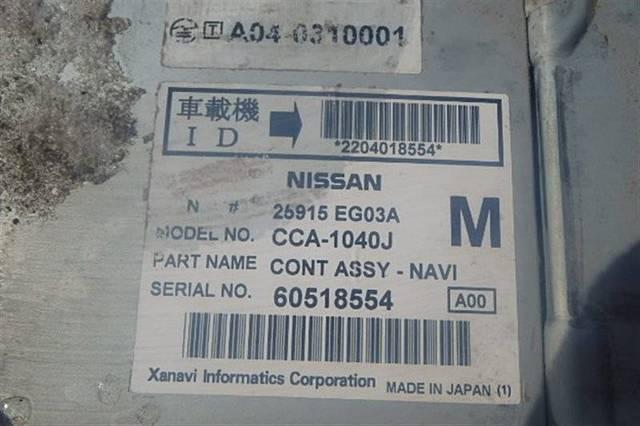 A04-0310001
車載機
ID
*2204018554*
NISSAN
N #
25915 EG03A
MODEL NO. CCA-1040J
M
PART NAME CONT ASSY - NAVI
SERIAL NO. 60518554
A00
Xanavi Informatics Corporation MADE IN JAPAN (1)